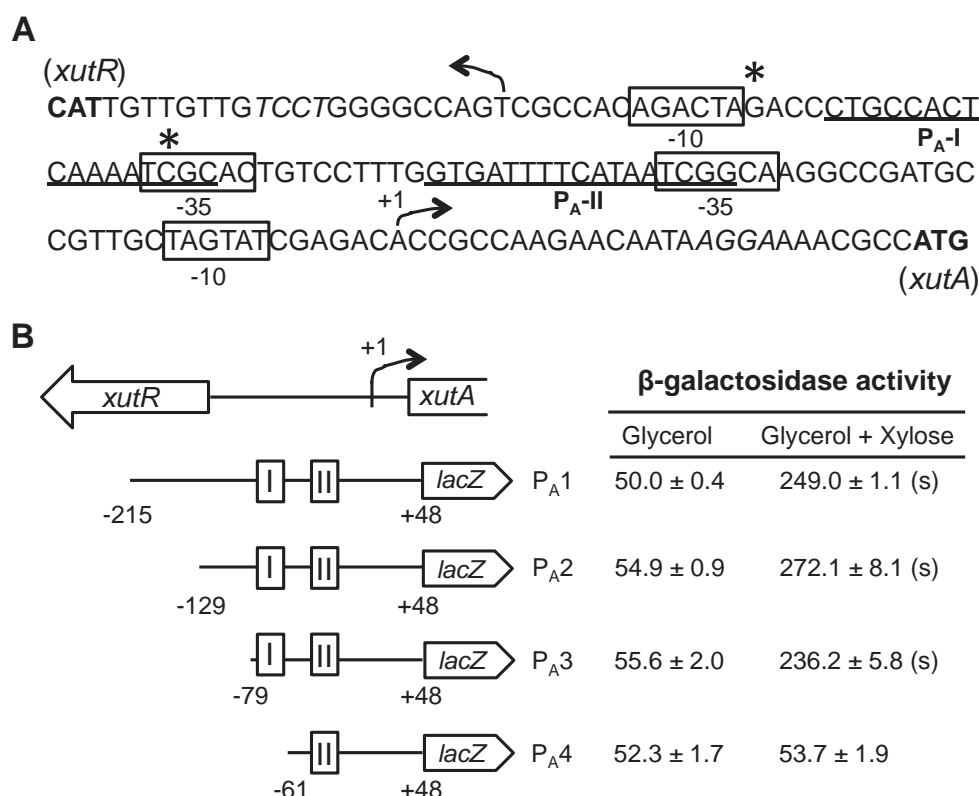 A
(xutR)
*
CATTGTTGTTGTCCTGGGGCCAGTCGCCACAGACTAGACCCTGCCACT
-10
PA-I
*
CAAAATCGCACTGTCCTTTGGTGATTTTCATAATCGGCAAGGCCGATGC
-35
PA-II
-35
+1
CGTTGCTAGTATCGAGACACCGCCAAGAACAATAAGGAAAACGCCATG
-10
(xutA)
B
+1
xutR
xutA
β-galactosidase activity
Glycerol Glycerol + Xylose
I II lacZ PA1 50.0 ± 0.4 249.0 ± 1.1 (s)
-215 +48
I II lacZ PA2 54.9 ± 0.9 272.1 ± 8.1 (s)
-129 +48
I II lacZ PA3 55.6 ± 2.0 236.2 ± 5.8 (s)
-79 +48
II lacZ PA4 52.3 ± 1.7 53.7 ± 1.9
-61 +48